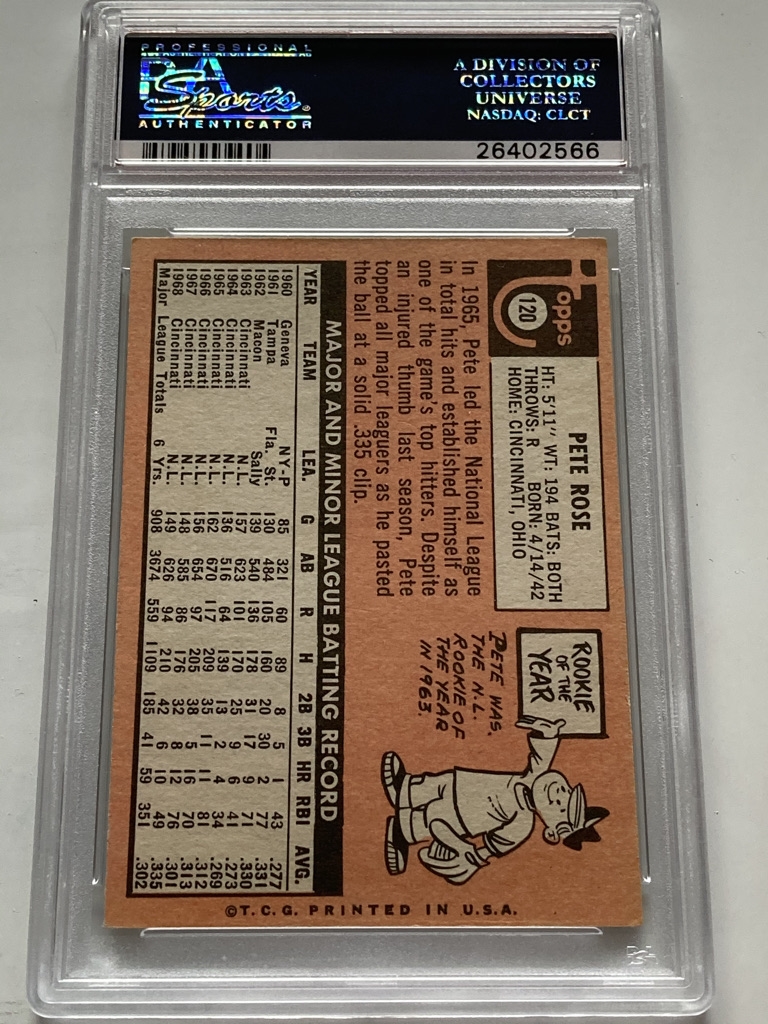 PROFESSIONAL
PSA Sports®
AUTHENTICATOR
A DIVISION OF
COLLECTORS
UNIVERSE
NASDAQ: CLCT
26402566
Topps
120
PETE ROSE
HT: 5'11" WT: 194 BATS: BOTH
THROWS: R BORN: 4/14/42
HOME: CINCINNATI, OHIO
ROOKIE
OF THE
YEAR
PETE WAS
THE N.L.
ROOKIE OF
THE YEAR
IN 1963.
In 1965, Pete led the National League
in total hits and established himself as
one of the game's top hitters. Despite
an injured thumb last season, Pete
topped all major leaguers as he pasted
the ball at a solid .335 clip.
MAJOR AND MINOR LEAGUE BATTING RECORD
YEAR TEAM LEA. G AB R H 2B 3B HR RBI AVG.
1960 Geneva NY-P 85 321 60 89 8 5 1 43 .277
1961 Tampa Fla. St. 130 484 105 160 20 30 2 77 .331
1962 Macon Sally 139 540 136 178 31 17 9 71 .330
1963 Cincinnati N.L. 157 623 101 170 25 9 6 41 .273
1964 Cincinnati N.L. 136 516 64 139 13 2 4 34 .269
1965 Cincinnati N.L. 162 670 117 209 35 11 11 81 .312
1966 Cincinnati N.L. 156 654 97 205 38 5 16 70 .313
1967 Cincinnati N.L. 148 585 86 176 32 8 12 76 .301
1968 Cincinnati N.L. 149 626 94 210 42 6 10 49 .335
Major League Totals 6 Yrs. 908 3674 559 1109 185 41 59 351 .302
©T.C.G. PRINTED IN U.S.A.